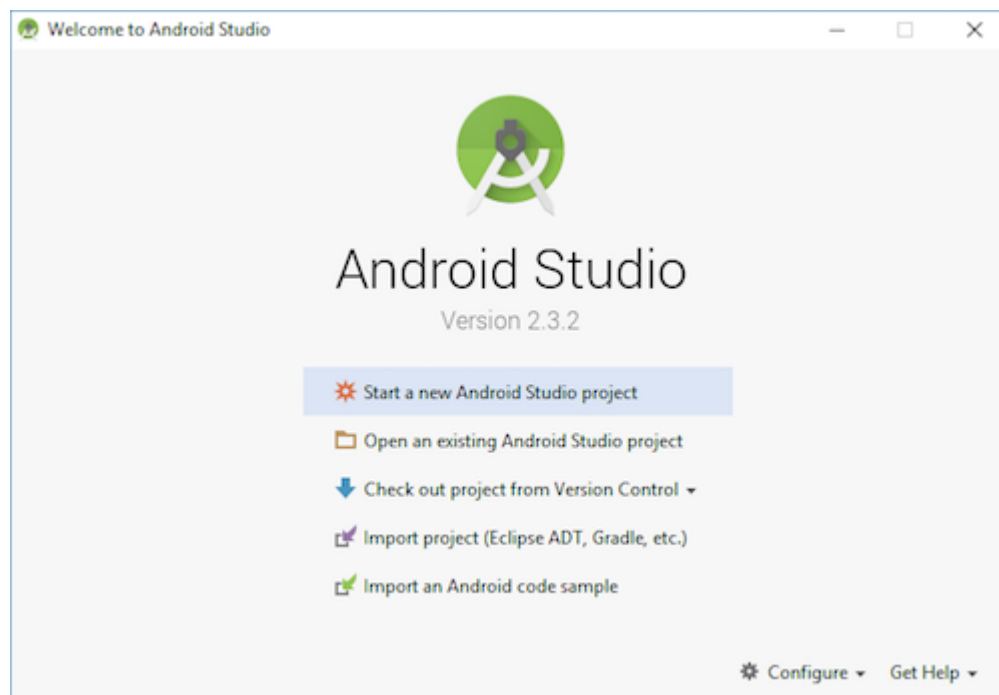 Welcome to Android Studio
Android Studio
Version 2.3.2
Start a new Android Studio project
Open an existing Android Studio project
Check out project from Version Control
Import project (Eclipse ADT, Gradle, etc.)
Import an Android code sample
Configure Get Help